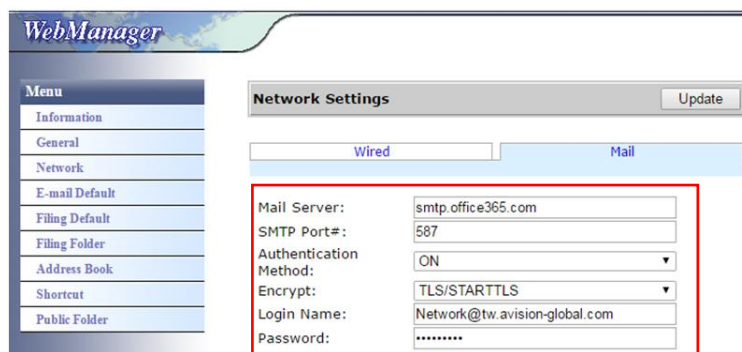 WebManager
Menu
Information
General
Network
E-mail Default
Filing Default
Filing Folder
Address Book
Shortcut
Public Folder
Network Settings
Update
Wired Mail
Mail Server: smtp.office365.com
SMTP Port#: 587
Authentication Method: ON
Encrypt: TLS/STARTTLS
Login Name: Network@tw.avision-global.com
Password: •••••••••